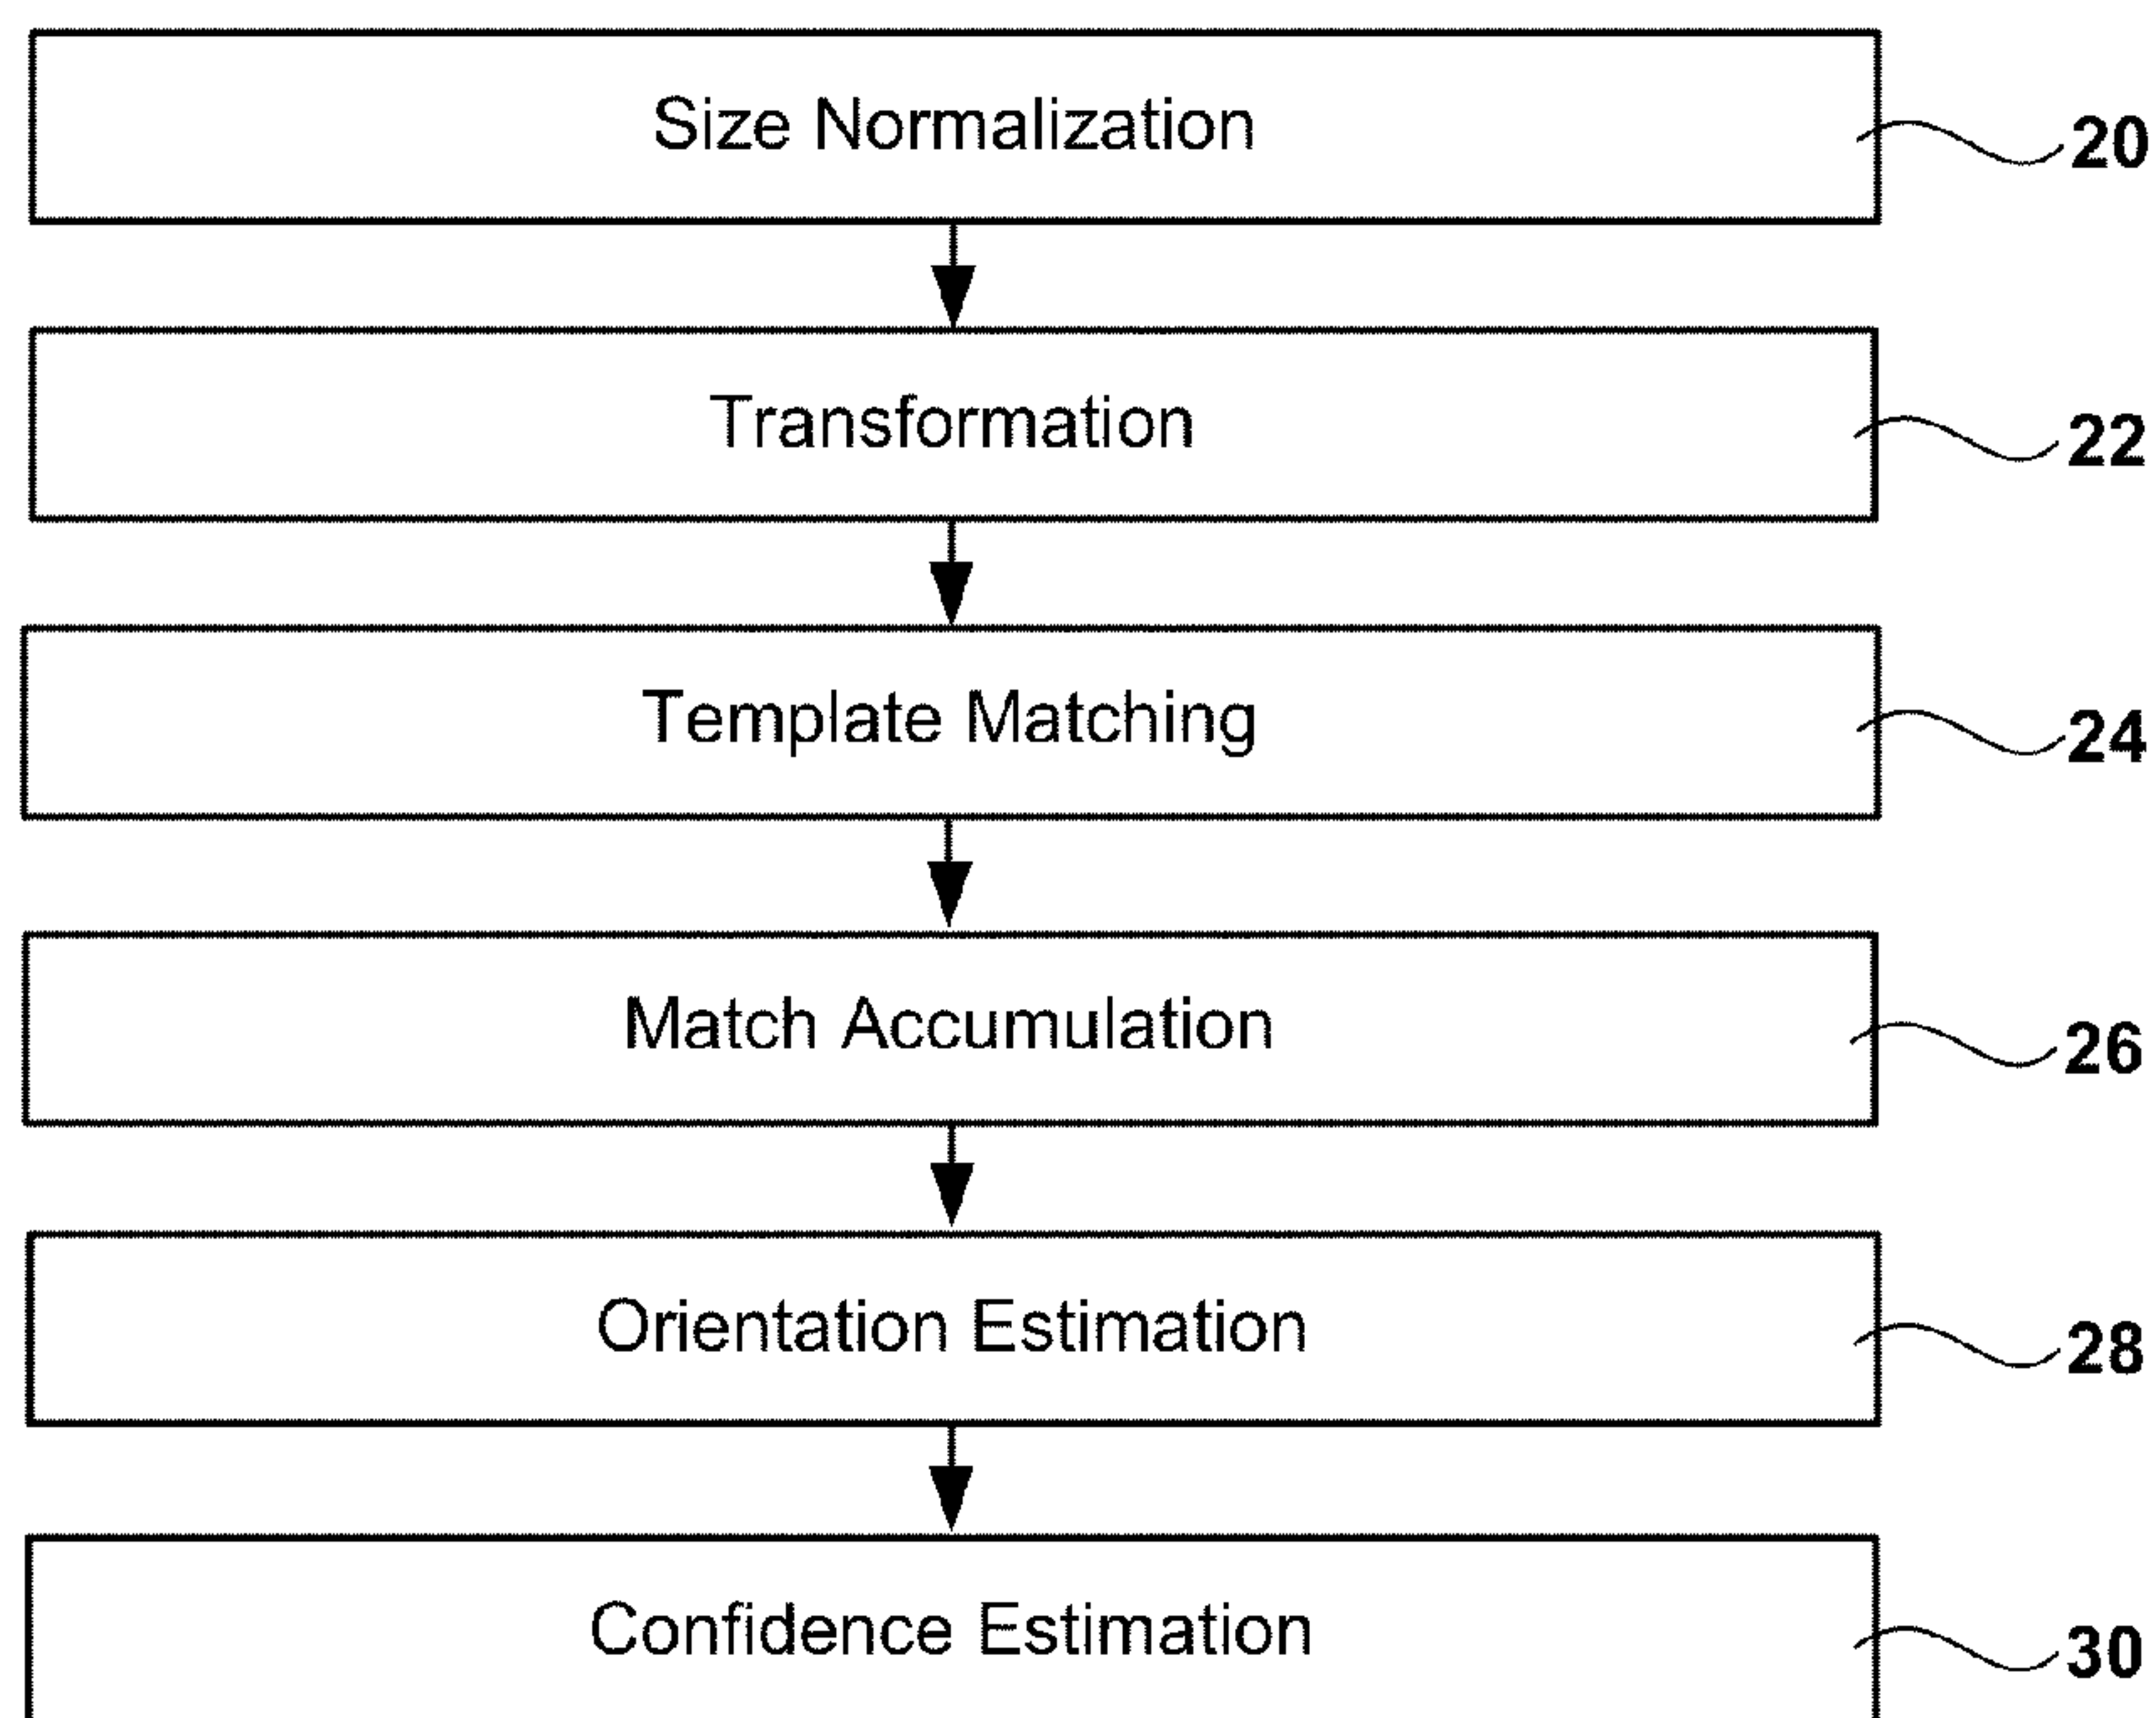 Size Normalization 20
Transformation 22
Template Matching 24
Match Accumulation 26
Orientation Estimation 28
Confidence Estimation 30